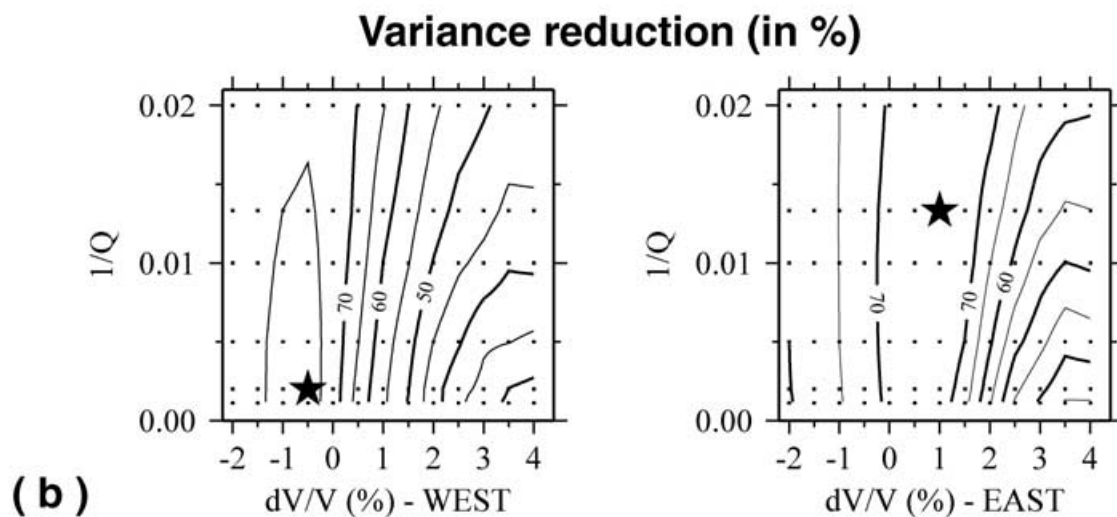 Variance reduction (in %)
0.02
0.01
0.00
1/Q
70
60
50
-2 -1 0 1 2 3 4
dV/V (%) - WEST
0.02
0.01
0.00
1/Q
70
70
60
-2 -1 0 1 2 3 4
dV/V (%) - EAST
( b )